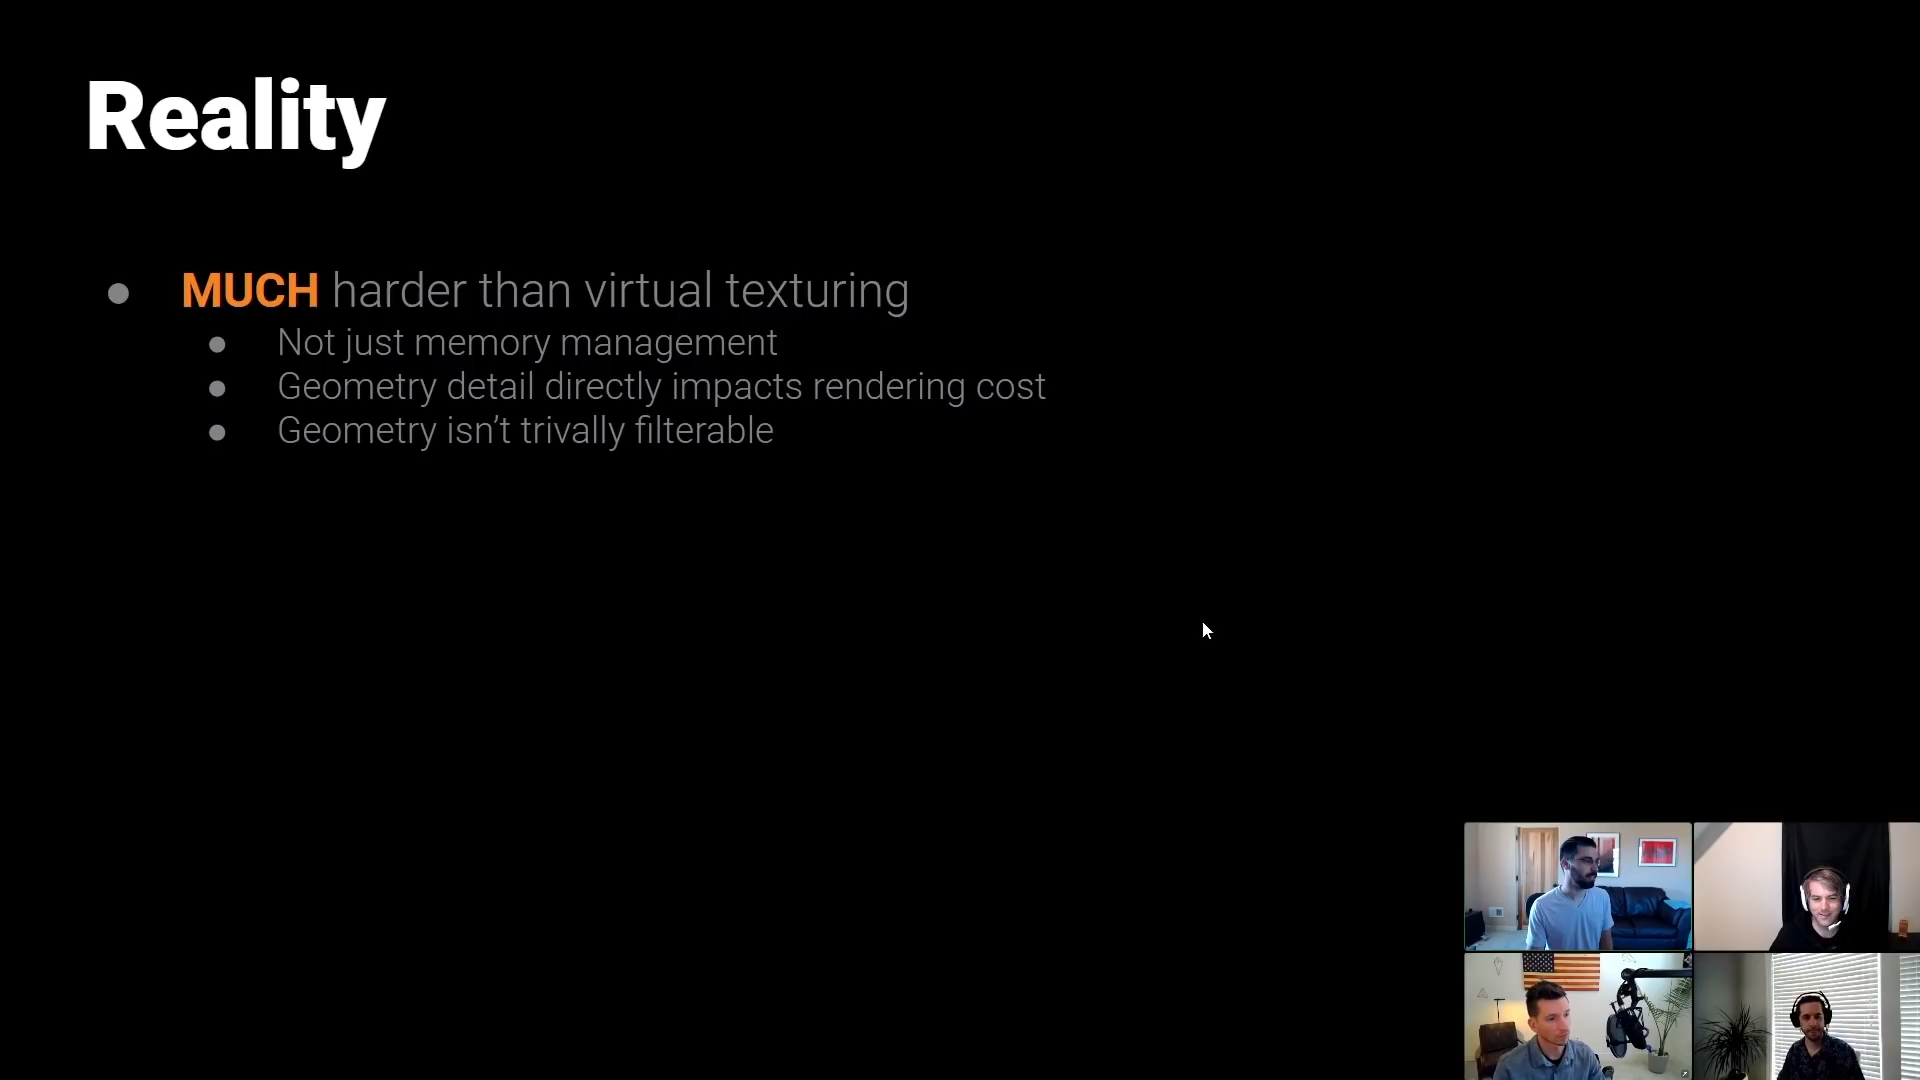 Reality
MUCH harder than virtual texturing
Not just memory management
Geometry detail directly impacts rendering cost
Geometry isn’t trivally filterable